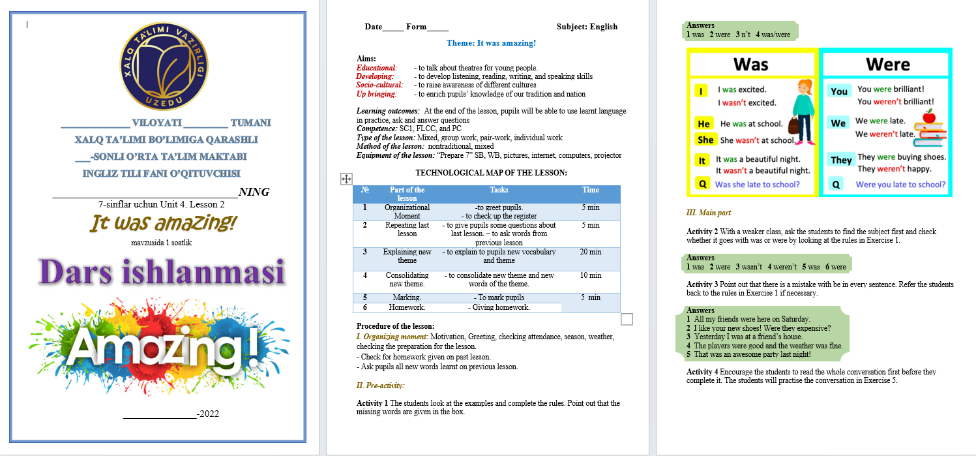 XALQ TA'LIMI VAZIRLIGI
UZEDU
____________ VILOYATI ________ TUMANI
XALQ TA'LIMI BO'LIMIGA QARASHLI
___-SONLI O'RTA TA'LIM MAKTABI
INGLIZ TILI FANI O'QITUVCHISI
______________________________NING
7-sinflar uchun Unit 4. Lesson 2
It was amazing!
mavzusida 1 soatlik
Dars ishlanmasi
Amazing!
________________-2022
Date_____ Form _____ Subject: English
Theme: It was amazing!
Aims:
Educational: - to talk about theatres for young people.
Developing: - to develop listening, reading, writing, and speaking skills
Socio-cultural: - to raise awareness of different cultures
Up bringing: - to enrich pupils' knowledge of our tradition and nation
Learning outcomes: At the end of the lesson, pupils will be able to use learnt language
in practice, ask and answer questions
Competence: SC1, FLCC, and PC
Type of the lesson: Mixed, group work, pair-work, individual work
Method of the lesson: nontraditional, mixed
Equipment of the lesson: "Prepare 7" SB, WB, pictures, internet, computers, projector
TECHNOLOGICAL MAP OF THE LESSON:
№ Part of the lesson Tasks Time
1 Organizational Moment -to greet pupils. - to check up the register 5 min
2 Repeating last lesson - to give pupils some questions about last lesson. – to ask words from previous lesson 5 min
3 Explaining new theme - to explain to pupils new vocabulary and theme 20 min
4 Consolidating new theme. - to consolidate new theme and new words of the theme. 10 min
5 Marking. - To mark pupils 5 min
6 Homework. - Giving homework.
Procedure of the lesson:
I. Organizing moment: Motivation, Greeting, checking attendance, season, weather,
checking the preparation for the lesson.
- Check for homework given on past lesson.
- Ask pupils all new words learnt on previous lesson.
II. Pre-activity:
Activity 1 The students look at the examples and complete the rules. Point out that the
missing words are given in the box.
Answers
1 was 2 were 3 n't 4 was/were
Was
I I was excited.
I wasn't excited.
He He was at school.
She She wasn't at school.
It It was a beautiful night.
It wasn't a beautiful night.
Q Was she late to school?
Were
You You were brilliant!
You weren't brilliant!
We We were late.
We weren't late.
They They were buying shoes.
They weren't happy.
Q Were you late to school?
III. Main part
Activity 2 With a weaker class, ask the students to find the subject first and check
whether it goes with was or were by looking at the rules in Exercise 1.
Answers
1 was 2 were 3 wasn't 4 weren't 5 was 6 were
Activity 3 Point out that there is a mistake with be in every sentence. Refer the students
back to the rules in Exercise 1 if necessary.
Answers
1 All my friends were here on Saturday.
2 I like your new shoes! Were they expensive?
3 Yesterday I was at a friend's house.
4 The players were good and the weather was fine.
5 That was an awesome party last night!
Activity 4 Encourage the students to read the whole conversation first before they
complete it. The students will practise the conversation in Exercise 5.